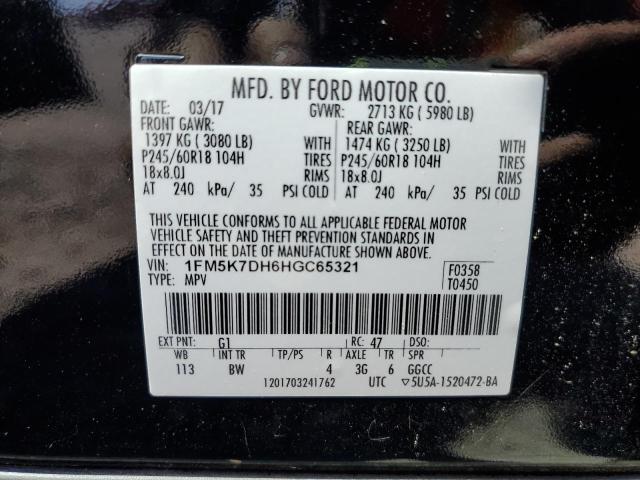 MFD. BY FORD MOTOR CO.
DATE: 03/17 GVWR: 2713 KG ( 5980 LB)
FRONT GAWR: REAR GAWR:
1397 KG ( 3080 LB) WITH 1474 KG ( 3250 LB) WITH
P245/60R18 104H TIRES P245/60R18 104H TIRES
18x8.0J RIMS 18x8.0J RIMS
AT 240 kPa/ 35 PSI COLD AT 240 kPa/ 35 PSI COLD
THIS VEHICLE CONFORMS TO ALL APPLICABLE FEDERAL MOTOR
VEHICLE SAFETY AND THEFT PREVENTION STANDARDS IN
EFFECT ON THE DATE OF MANUFACTURE SHOWN ABOVE.
VIN: 1FM5K7DH6HGC65321 F0358
TYPE: MPV T0450
EXT PNT: G1 RC: 47 DSO:
WB INT TR TP/PS R AXLE TR SPR
113 BW 4 3G 6 GGCC
1201703241762 UTC ▽5U5A-1520472-BA